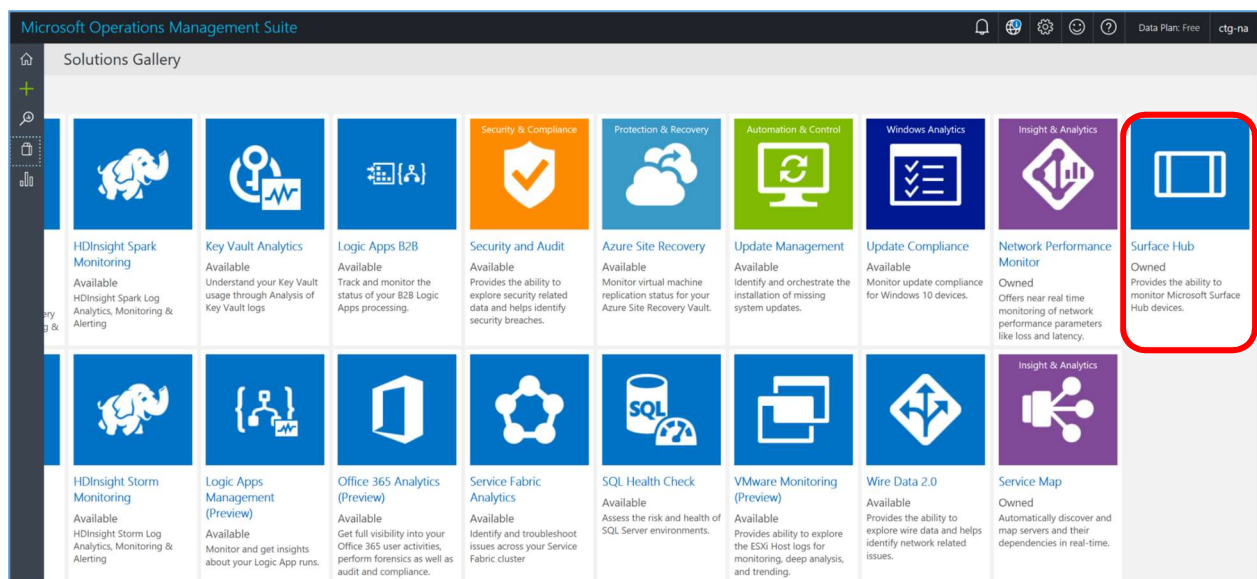 Microsoft Operations Management Suite
Data Plan: Free
ctg-na
Solutions Gallery
ery
g &
HDInsight Spark
Monitoring
Available
HDInsight Spark Log
Analytics, Monitoring &
Alerting
Key Vault Analytics
Available
Understand your Key Vault
usage through Analysis of
Key Vault logs
Logic Apps B2B
Available
Track and monitor the
status of your B2B Logic
Apps processing.
Security & Compliance
Security and Audit
Available
Provides the ability to
explore security related
data and helps identify
security breaches.
Protection & Recovery
Azure Site Recovery
Available
Monitor virtual machine
replication status for your
Azure Site Recovery Vault.
Automation & Control
Update Management
Available
Identify and orchestrate the
installation of missing
system updates.
Windows Analytics
Update Compliance
Available
Monitor update compliance
for Windows 10 devices.
Insight & Analytics
Network Performance
Monitor
Owned
Offers near real time
monitoring of network
performance parameters
like loss and latency.
Surface Hub
Owned
Provides the ability to
monitor Microsoft Surface
Hub devices.
HDInsight Storm
Monitoring
Available
HDInsight Storm Log
Analytics, Monitoring &
Alerting
Logic Apps
Management
(Preview)
Available
Monitor and get insights
about your Logic App runs.
Office 365 Analytics
(Preview)
Available
Get full visibility into your
Office 365 user activities,
perform forensics as well as
audit and compliance.
Service Fabric
Analytics
Available
Identify and troubleshoot
issues across your Service
Fabric cluster
SQL
SQL Health Check
Available
Assess the risk and health of
SQL Server environments.
VMware Monitoring
(Preview)
Available
Provides ability to explore
the ESXi Host logs for
monitoring, deep analysis,
and trending.
Wire Data 2.0
Available
Provides the ability to
explore wire data and helps
identify network related
issues.
Insight & Analytics
Service Map
Owned
Automatically discover and
map servers and their
dependencies in real-time.